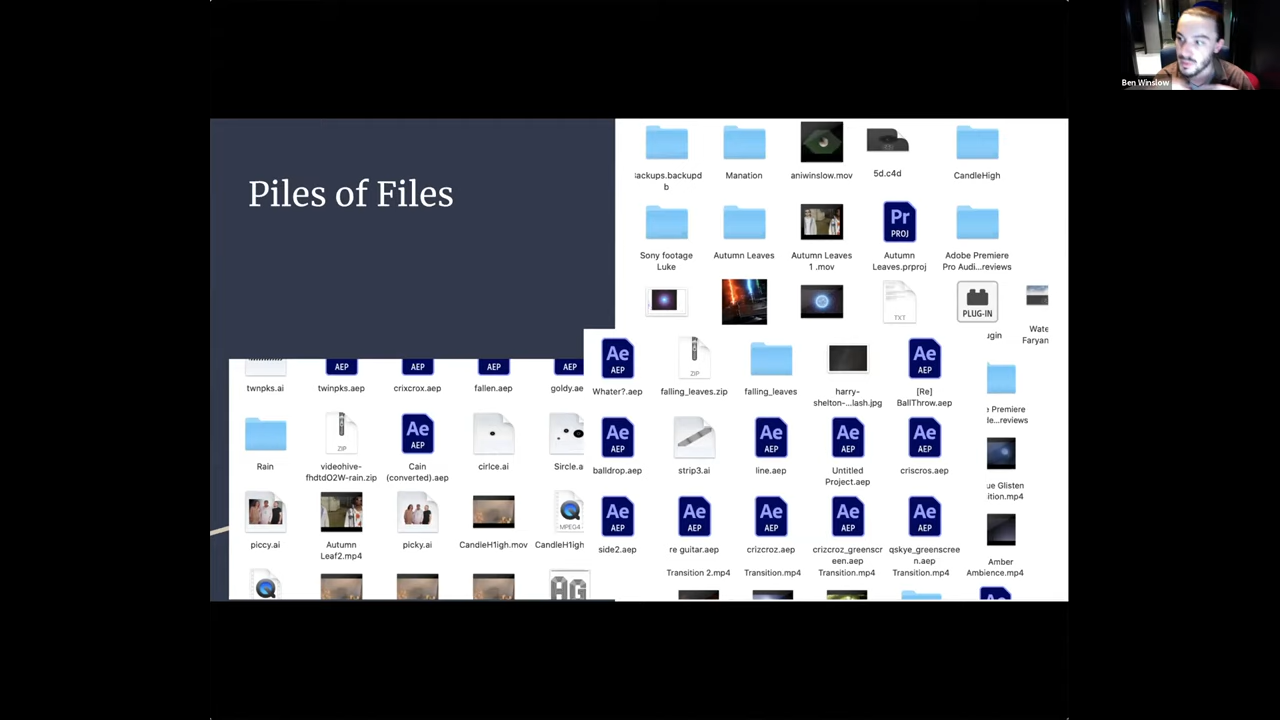 Ben Winslow
Piles of Files
Backups.backupd
b
Manation
aniwinslow.mov
5d.c4d
CandleHigh
Sony footage
Luke
Autumn Leaves
Autumn Leaves
1 .mov
Pr
PROJ
Autumn
Leaves.prproj
Adobe Premiere
Pro Audi...reviews
TXT
PLUG-IN
ugin
Wate
Faryan
Ae
AEP
Whater?.aep
ZIP
falling_leaves.zip
falling_leaves
harry-
shelton-...lash.jpg
Ae
AEP
[Re]
BallThrow.aep
e Premiere
le...reviews
Ae
AEP
balldrop.aep
strip3.ai
Ae
AEP
line.aep
Ae
AEP
Untitled
Project.aep
Ae
AEP
criscros.aep
ue Glisten
ition.mp4
Ae
AEP
side2.aep
Ae
AEP
re guitar.aep
Ae
AEP
crizcroz.aep
Ae
AEP
crizcroz_greenscr
een.aep
Ae
AEP
qskye_greenscree
n.aep
Amber
Ambience.mp4
Transition 2.mp4
Transition.mp4
Transition.mp4
Transition.mp4
Ae
twnpks.ai
AEP
twinpks.aep
AEP
crixcrox.aep
AEP
fallen.aep
AEP
goldy.ae
Rain
ZIP
videohive-
fhdtdO2W-rain.zip
Ae
AEP
Cain
(converted).aep
cirlce.ai
Sircle.a
piccy.ai
Autumn
Leaf2.mp4
picky.ai
CandleH1igh.mov
MPEG4
CandleH1igh
AG